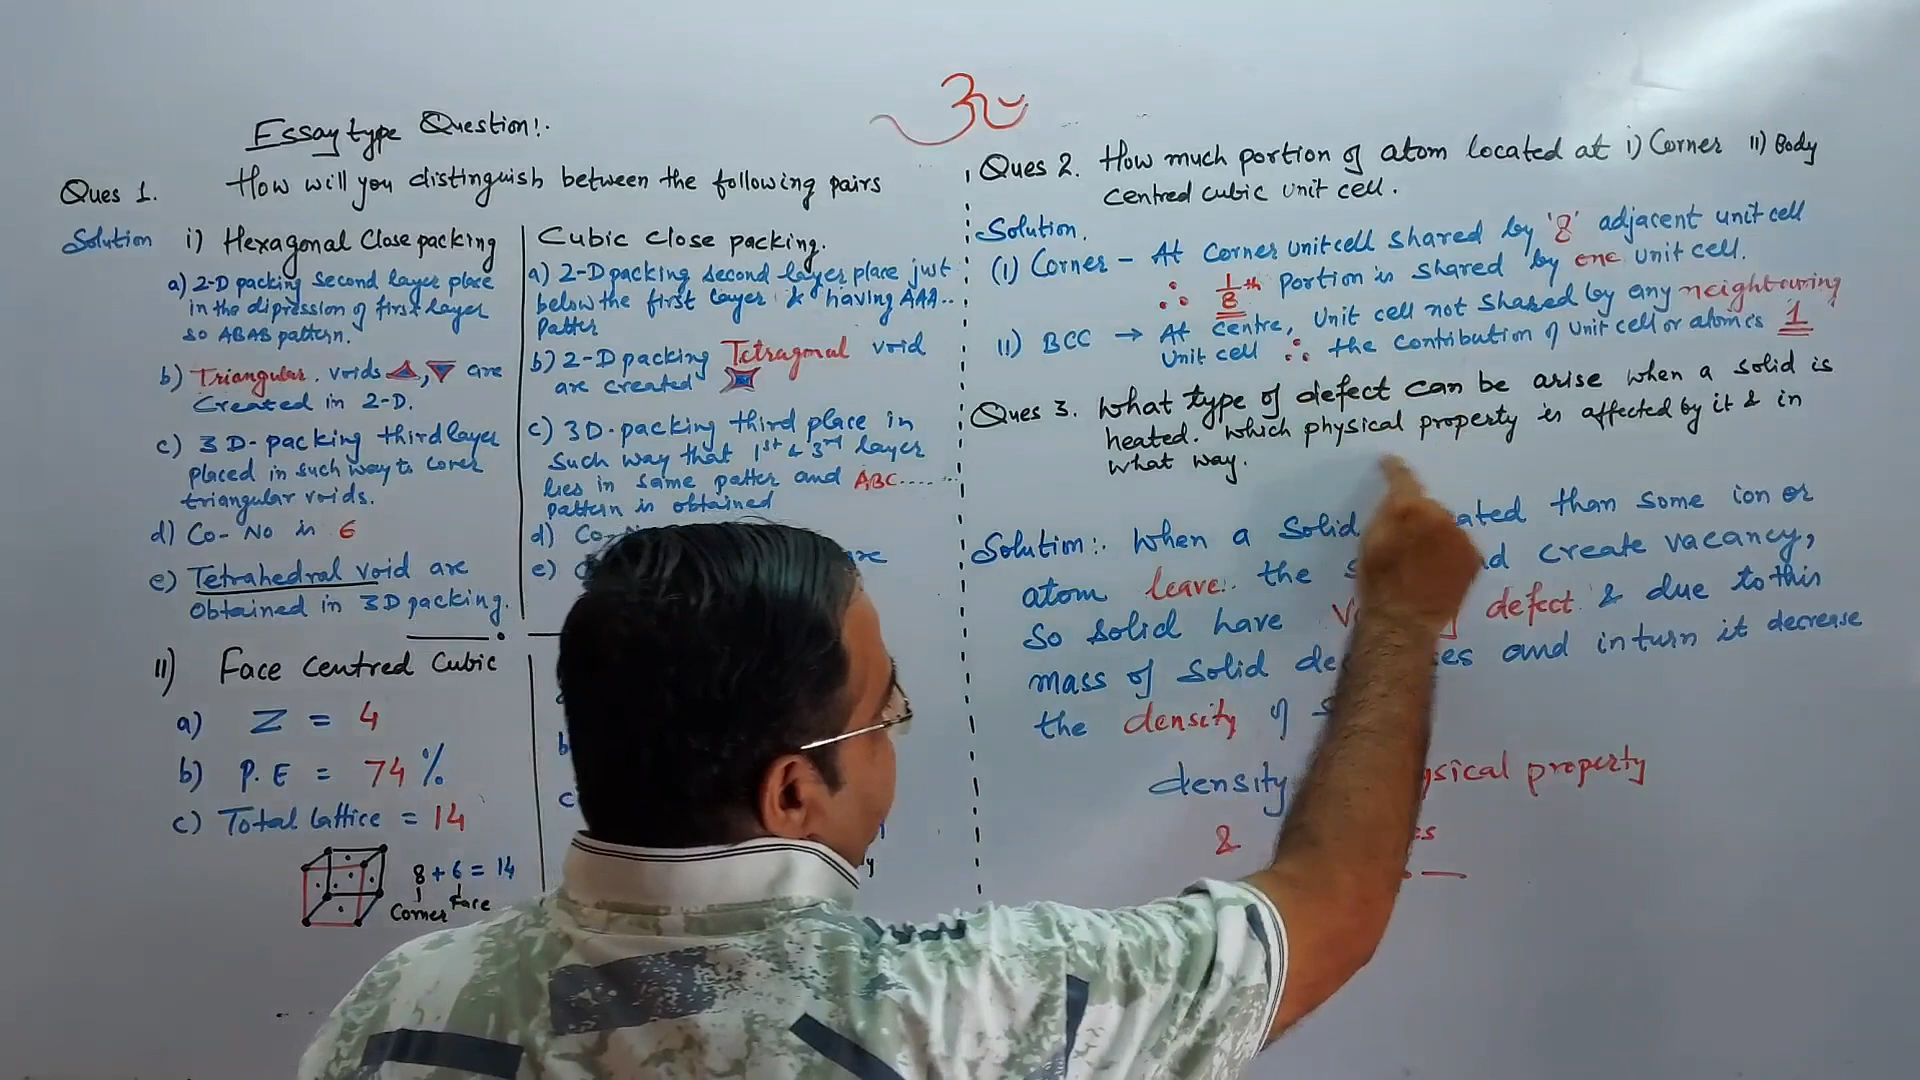 Essay type Question:-
Ques 1. How will you distinguish between the following pairs
Solution i) Hexagonal Close packing
a) 2-D packing second layer place
in the dipression of first layer
so ABAB pattern.
b) Triangular voids , are
Created in 2-D.
c) 3D-packing third layer
placed in such way to cover
triangular voids.
d) Co-No is 6
e) Tetrahedral void are
obtained in 3D packing.
Cubic close packing.
a) 2-D packing second layer place just
below the first layer & having AAA..
patter
b) 2-D packing Tetragonal void
are created
c) 3D-packing third place in
such way that 1st & 3rd layer
lies in same patter and ABC......
pattern is obtained
d) Co-
e)
are
II) Face Centred Cubic
a) Z = 4
b) P.E = 74%
c) Total lattice = 14
8 + 6 = 14
Corner Face
b
c
ॐ
Ques 2. How much portion of atom located at i) Corner II) Body
Centred cubic unit cell.
Solution.
(I) Corner - At Corner unit cell shared by '8' adjacent unit cell
∴ 1/8 th portion is shared by one unit cell.
II) BCC → At centre, unit cell not shared by any neightouring
unit cell ∴ the contribution of unit cell or atom is 1
Ques 3. What type of defect can be arise when a solid is
heated. which physical property is affected by it & in
what way.
Solution:. When a solid than some ion or
atom leave. the create vacancy,
so solid have defect & due to this
mass of solid and in turn it decrease
the density of
density property
&